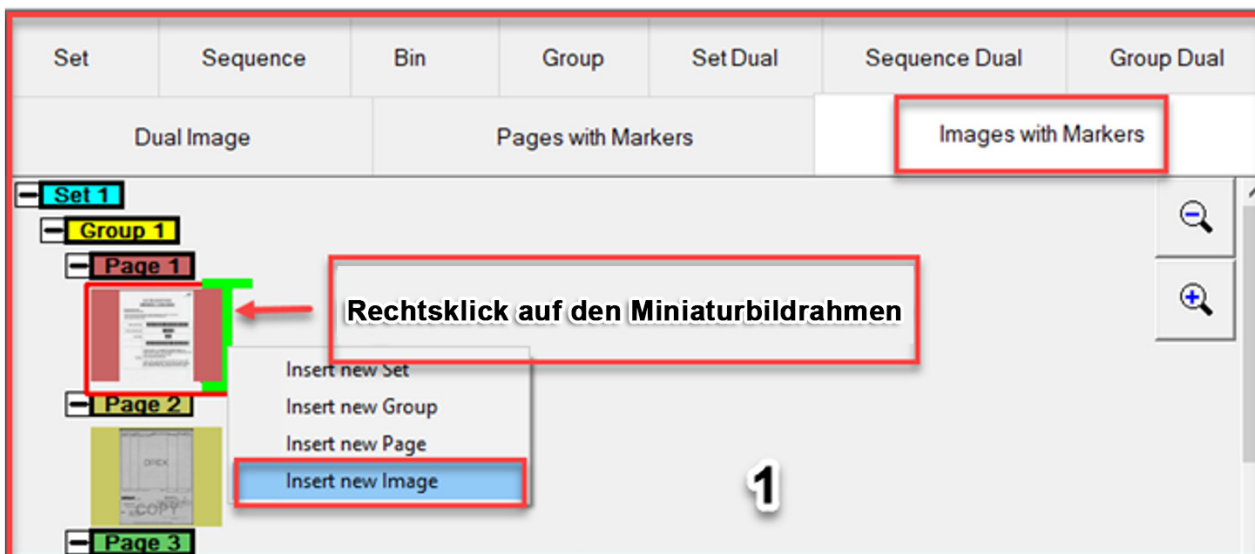 Set Sequence Bin Group Set Dual Sequence Dual Group Dual
Dual Image Pages with Markers Images with Markers
Set 1
Group 1
Page 1
Rechtsklick auf den Miniaturbildrahmen
Insert new Set
Insert new Group
Insert new Page
Insert new Image
Page 2
OPEX
COPY
1
Page 3